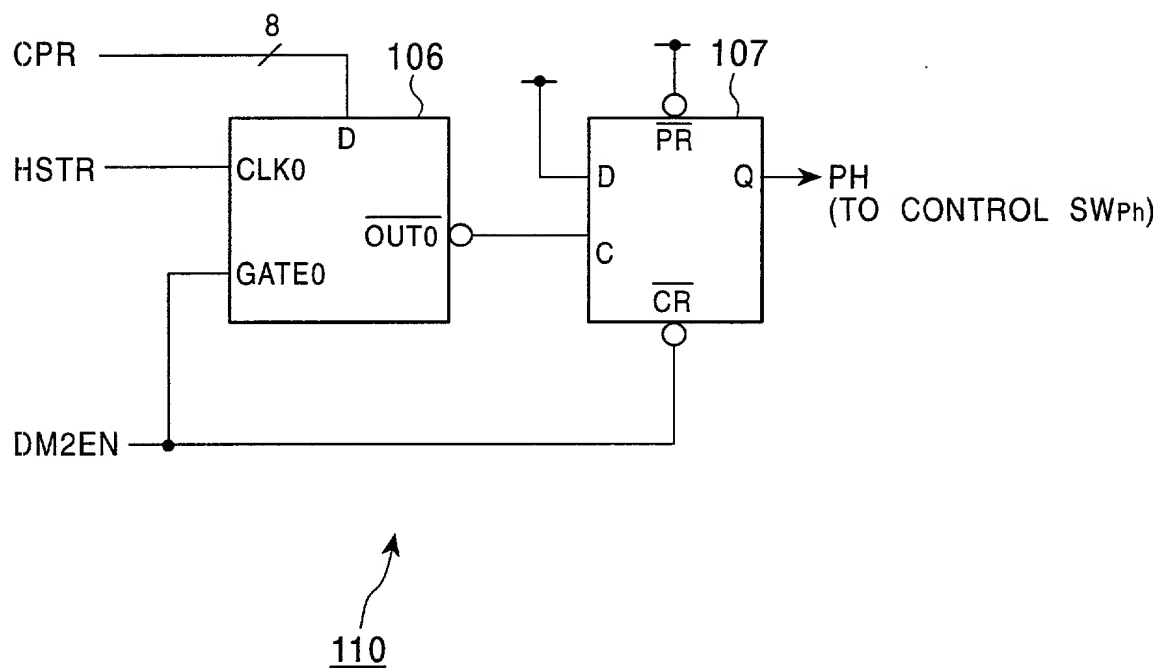 8
CPR
106
107
D
PR
HSTR
CLK0
D
Q
PH
(TO CONTROL SWPh)
OUT0
C
GATE0
CR
DM2EN
110